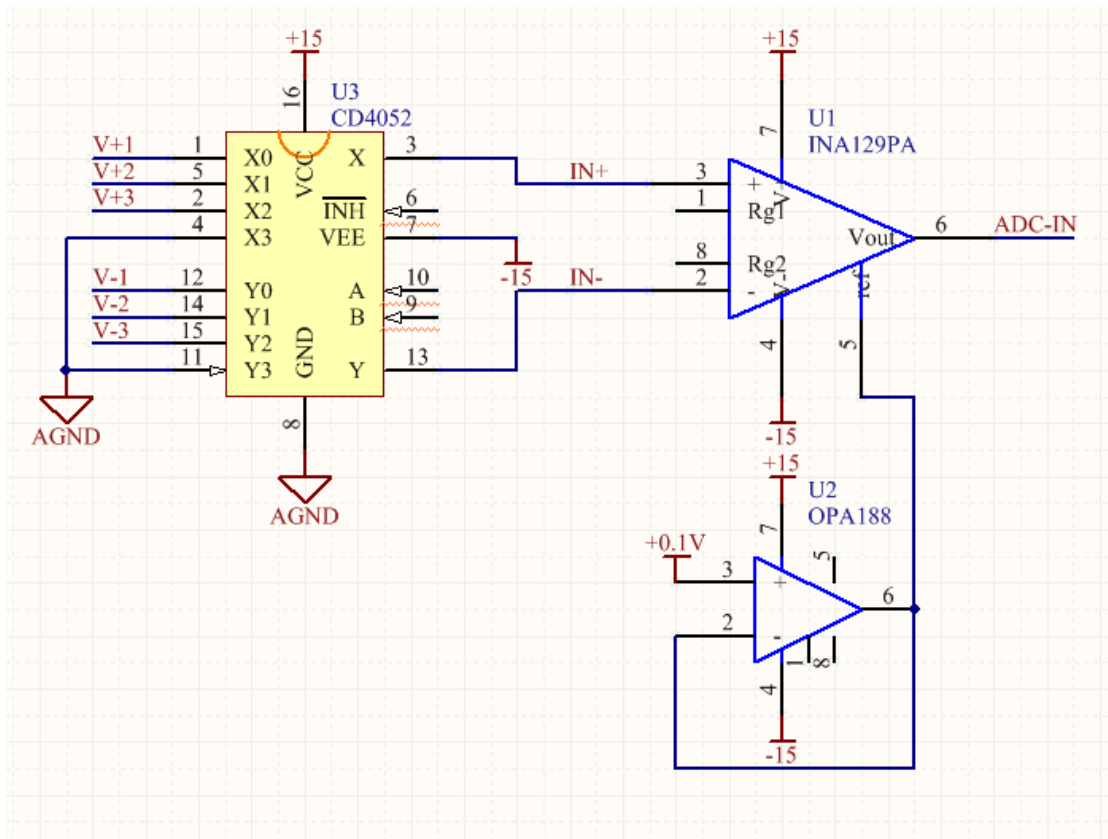 +15
16
U3
CD4052
V+1
1
X0
VCC
X
3
V+2
5
X1
V+3
2
X2
INH
6
4
X3
VEE
7
-15
V-1
12
Y0
A
10
V-2
14
Y1
B
9
V-3
15
Y2
GND
11
Y3
Y
13
8
AGND
AGND
+15
7
U1
INA129PA
IN+
3
+
V+
1
Rg1
Vout
6
ADC-IN
8
Rg2
IN-
2
-
V-
ref
4
5
-15
+15
7
U2
OPA188
+0.1V
3
+
5
6
2
-
1
8
4
-15